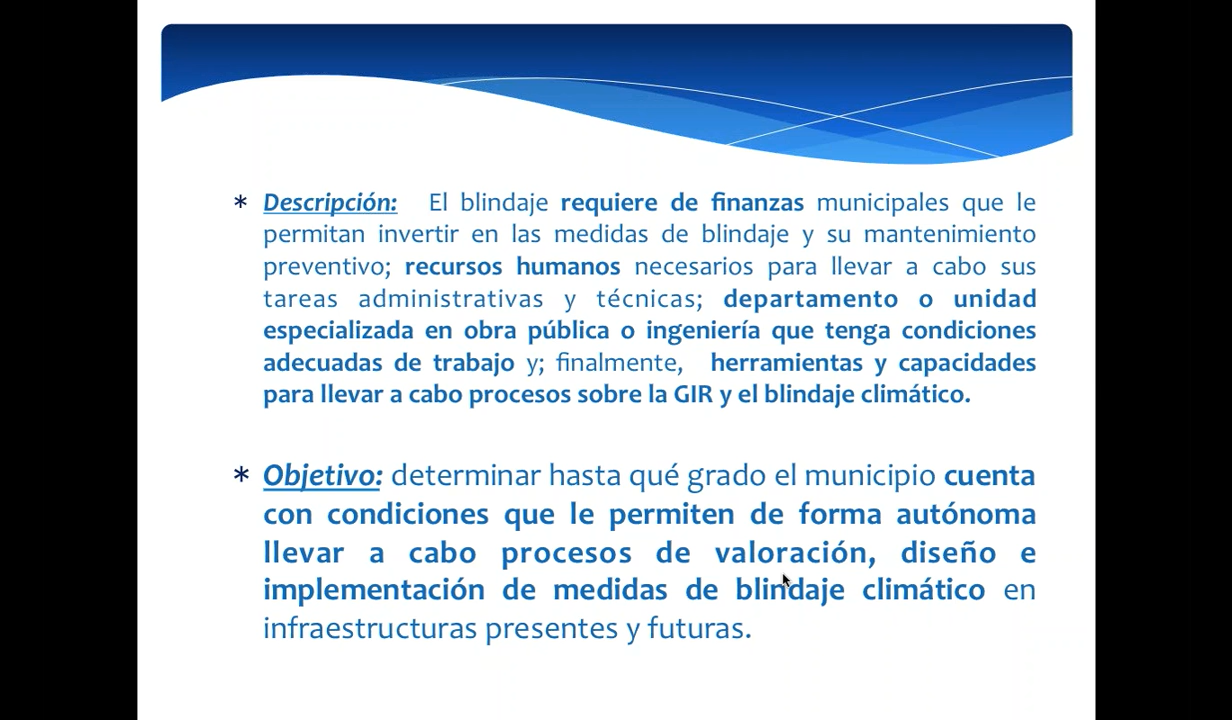 * Descripción: El blindaje requiere de finanzas municipales que le
permitan invertir en las medidas de blindaje y su mantenimiento
preventivo; recursos humanos necesarios para llevar a cabo sus
tareas administrativas y técnicas; departamento o unidad
especializada en obra pública o ingeniería que tenga condiciones
adecuadas de trabajo y; finalmente, herramientas y capacidades
para llevar a cabo procesos sobre la GIR y el blindaje climático.
* Objetivo: determinar hasta qué grado el municipio cuenta
con condiciones que le permiten de forma autónoma
llevar a cabo procesos de valoración, diseño e
implementación de medidas de blindaje climático en
infraestructuras presentes y futuras.